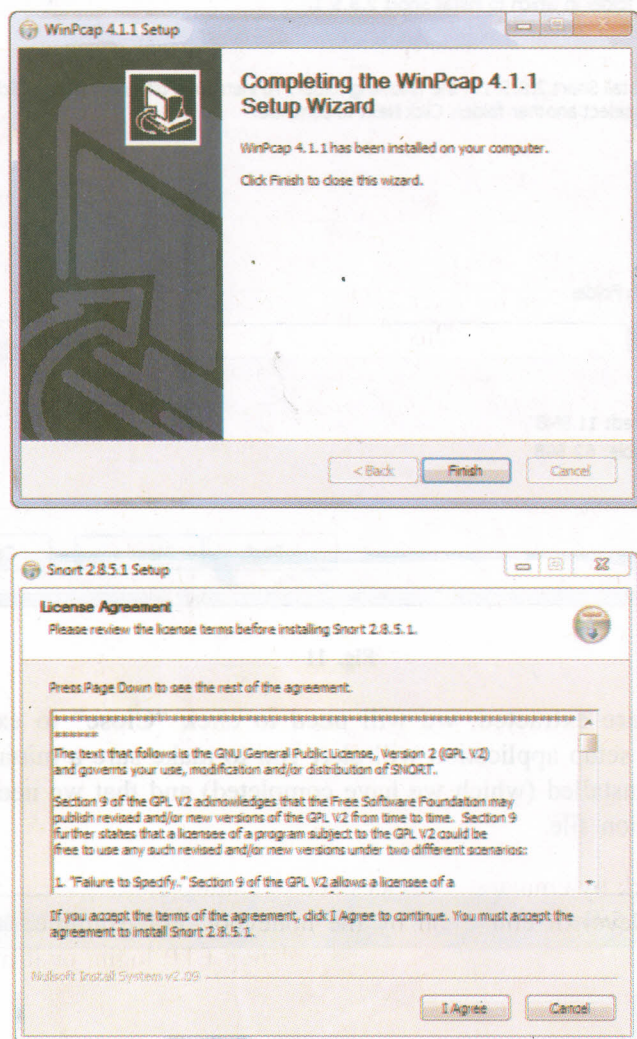 WinPcap 4.1.1 Setup
Completing the WinPcap 4.1.1
Setup Wizard
WinPcap 4.1.1 has been installed on your computer.
Click Finish to close this wizard.
< Back
Finish
Cancel
Snort 2.8.5.1 Setup
License Agreement
Please review the license terms before installing Snort 2.8.5.1.
Press Page Down to see the rest of the agreement.
The text that follows is the GNU General Public License, Version 2 (GPL V2)
and governs your use, modification and/or distribution of SNORT.
Section 9 of the GPL V2 acknowledges that the Free Software Foundation may
publish revised and/or new versions of the GPL V2 from time to time. Section 9
further states that a licensee of a program subject to the GPL V2 could be
free to use any such revised and/or new versions under two different scenarios:
1. "Failure to Specify." Section 9 of the GPL V2 allows a licensee of a
If you accept the terms of the agreement, click I Agree to continue. You must accept the
agreement to install Snort 2.8.5.1.
Nullsoft Install System v2.09
I Agree
Cancel